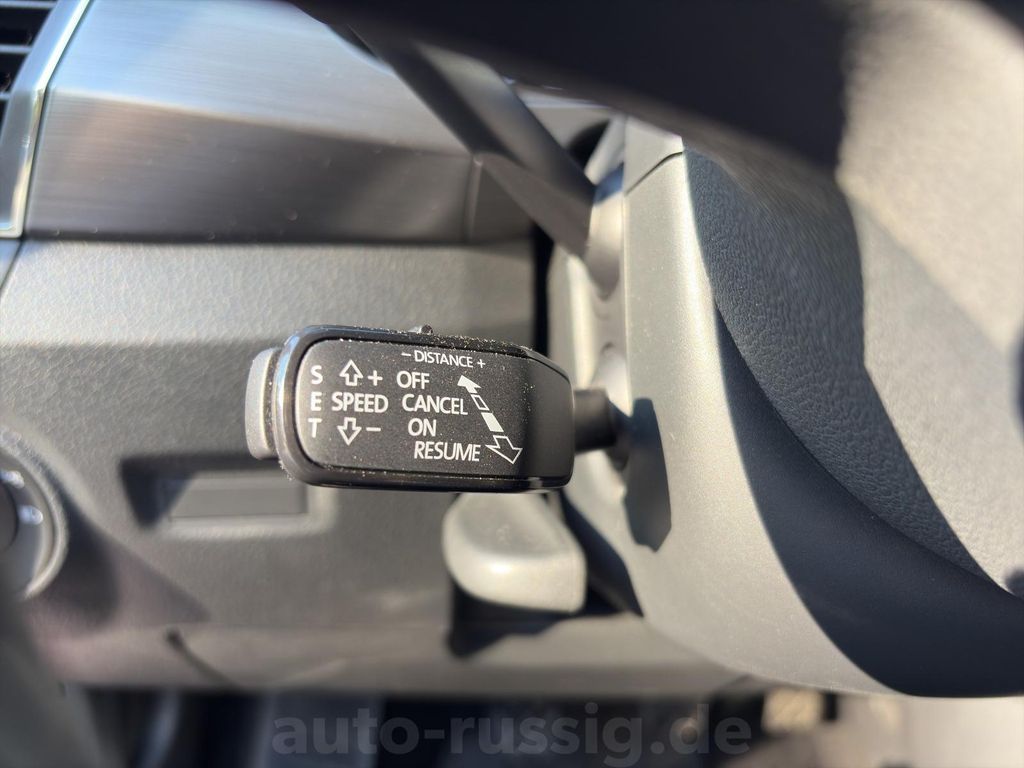 - DISTANCE +
S + OFF
E SPEED CANCEL
T - ON
RESUME
auto-russig.de